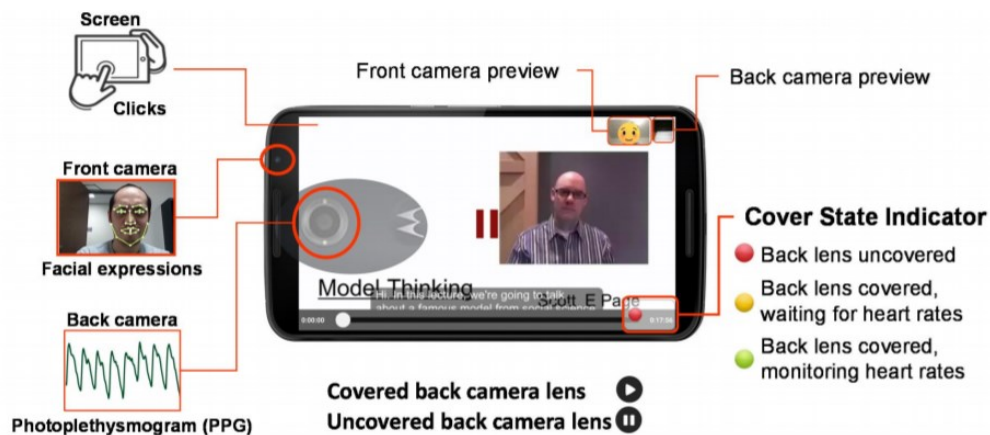 Screen
Clicks
Front camera preview
Back camera preview
Front camera
Facial expressions
Cover State Indicator
Back lens uncovered
Back lens covered,
waiting for heart rates
Back lens covered,
monitoring heart rates
Model Thinking
Scott E Page
Hi. In this lecture, we're going to talk
about a famous model from social science
0:00:00
Back camera
Photoplethysmogram (PPG)
Covered back camera lens
Uncovered back camera lens